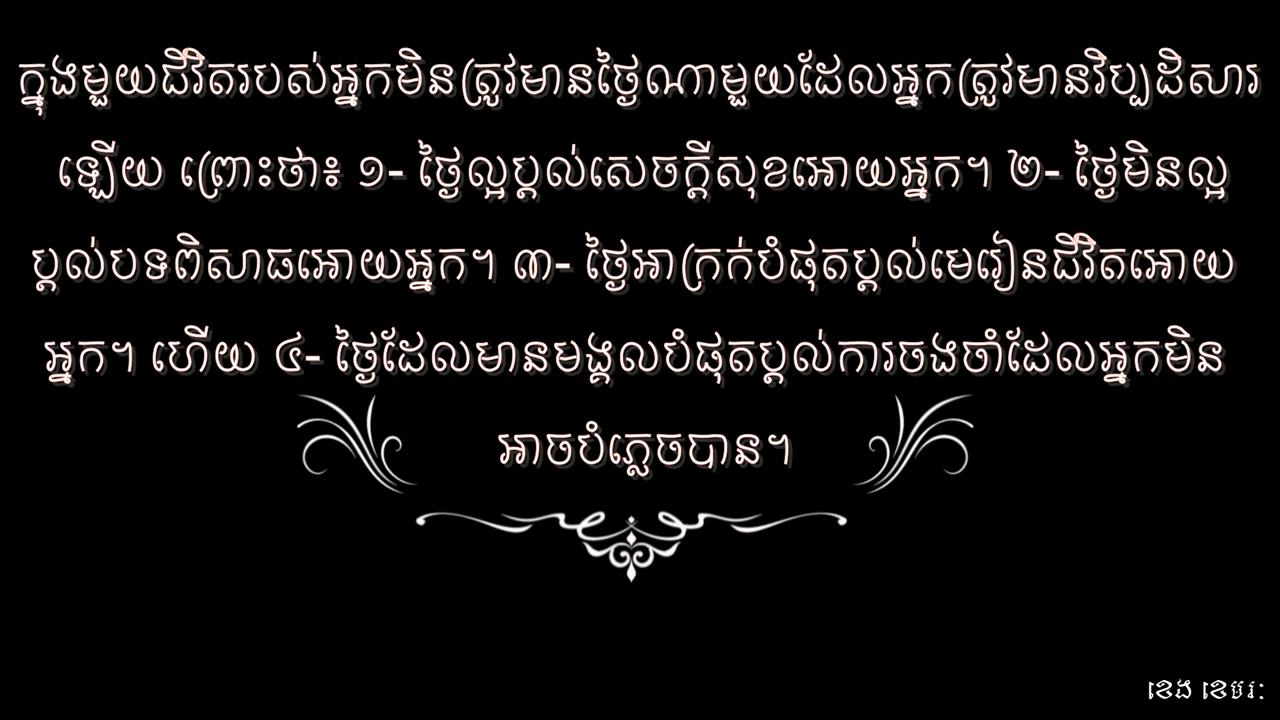 ក្នុងមួយជីវិតរបស់អ្នកមិនត្រូវមានថ្ងៃណាមួយដែលអ្នកត្រូវមានវិប្បដិសារ
ឡើយ ព្រោះថា៖ ១- ថ្ងៃល្អប្តល់សេចក្តីសុខអោយអ្នក។ ២- ថ្ងៃមិនល្អ
ប្តល់បទពិសាធអោយអ្នក។ ៣- ថ្ងៃអាក្រក់បំផុតប្តល់មេរៀនជីវិតអោយ
អ្នក។ ហើយ ៤- ថ្ងៃដែលមានមង្គលបំផុតប្តល់ការចងចាំដែលអ្នកមិន
អាចបំភ្លេចបាន។
ខេង ខេមរៈ